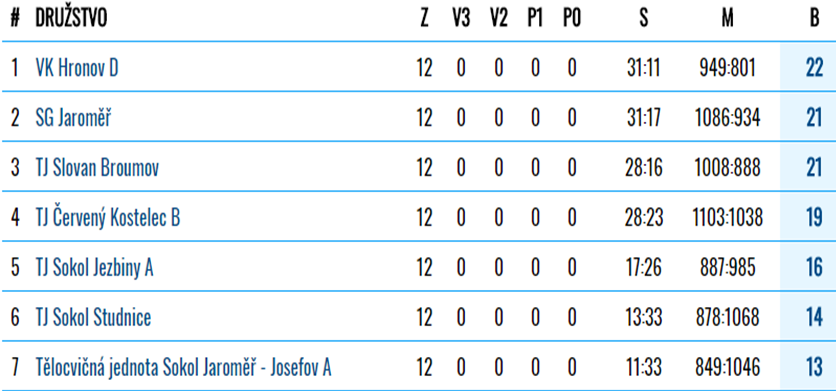 # DRUŽSTVO Z V3 V2 P1 P0 S M B
1 VK Hronov D 12 0 0 0 0 31:11 949:801 22
2 SG Jaroměř 12 0 0 0 0 31:17 1086:934 21
3 TJ Slovan Broumov 12 0 0 0 0 28:16 1008:888 21
4 TJ Červený Kostelec B 12 0 0 0 0 28:23 1103:1038 19
5 TJ Sokol Jezbiny A 12 0 0 0 0 17:26 887:985 16
6 TJ Sokol Studnice 12 0 0 0 0 13:33 878:1068 14
7 Tělocvičná jednota Sokol Jaroměř - Josefov A 12 0 0 0 0 11:33 849:1046 13